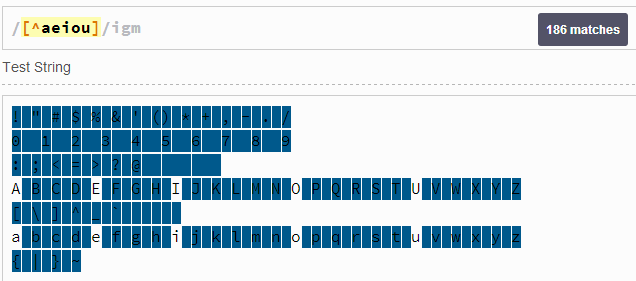 /[^aeiou]/igm
186 matches
Test String
! " # $ % & ' () * + , - . /
0 1 2 3 4 5 6 7 8 9
: ; < = > ? @
A B C D E F G H I J K L M N O P Q R S T U V W X Y Z
[ \ ] ^ _ `
a b c d e f g h i j k l m n o p q r s t u v w x y z
{ | } ~